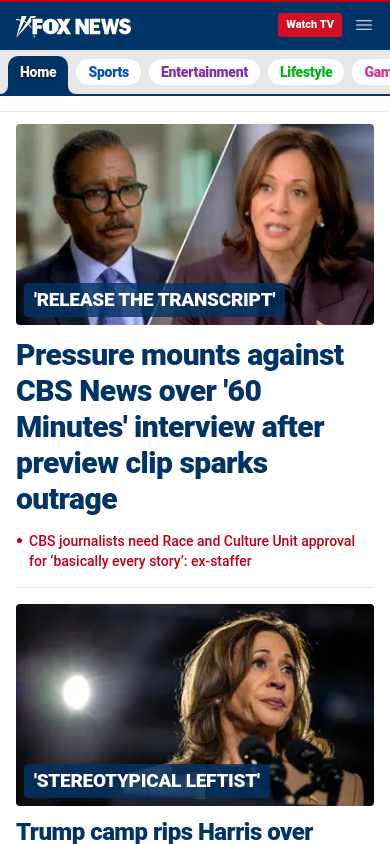 FOX NEWS
Watch TV
Home
Sports
Entertainment
Lifestyle
Gam
'RELEASE THE TRANSCRIPT'
Pressure mounts against
CBS News over '60
Minutes' interview after
preview clip sparks
outrage
• CBS journalists need Race and Culture Unit approval
for ‘basically every story’: ex-staffer
'STEREOTYPICAL LEFTIST'
Trump camp rips Harris over